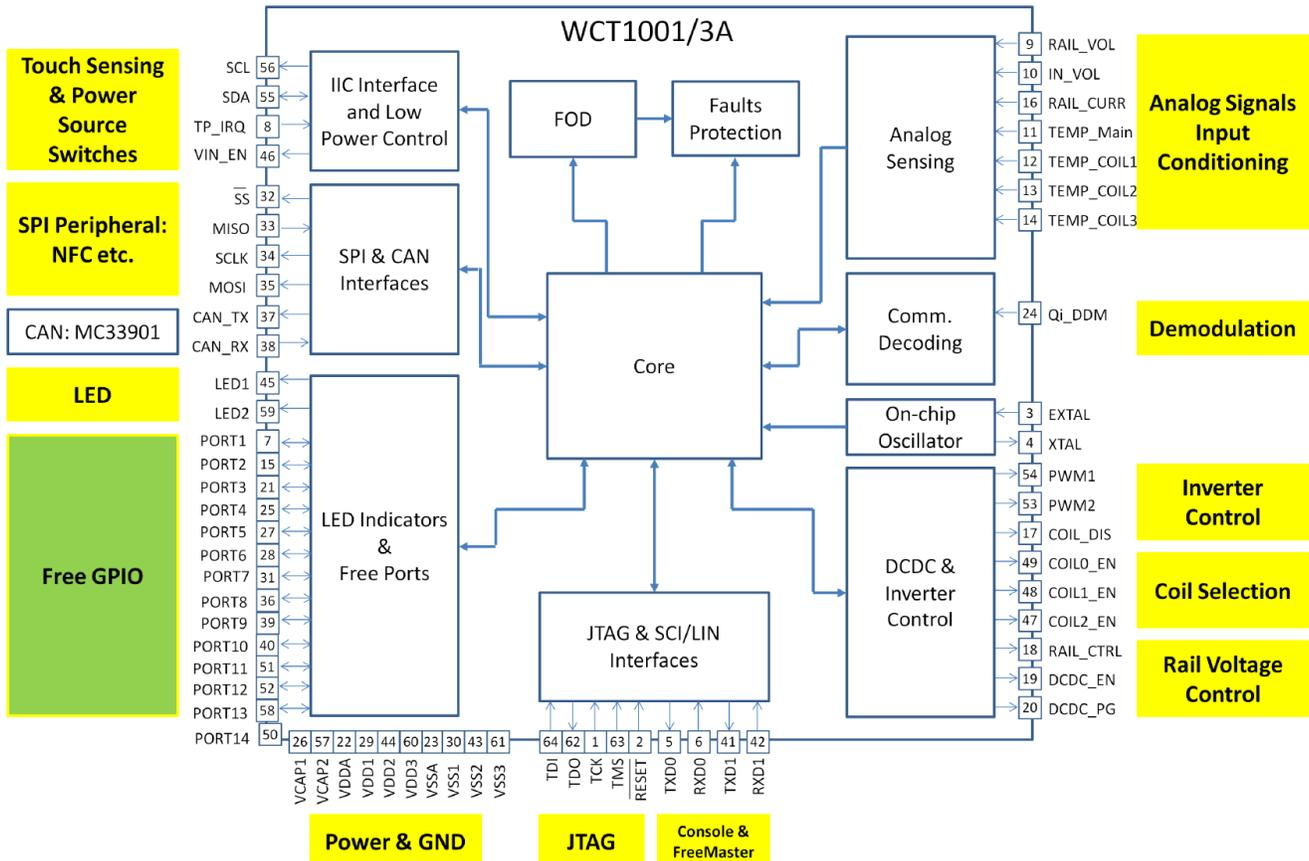 WCT1001/3A
Touch Sensing
& Power
Source
Switches
SPI Peripheral:
NFC etc.
CAN: MC33901
LED
Free GPIO
SCL 56
SDA 55
TP_IRQ 8
VIN_EN 46
SS 32
MISO 33
SCLK 34
MOSI 35
CAN_TX 37
CAN_RX 38
LED1 45
LED2 59
PORT1 7
PORT2 15
PORT3 21
PORT4 25
PORT5 27
PORT6 28
PORT7 31
PORT8 36
PORT9 39
PORT10 40
PORT11 51
PORT12 52
PORT13 58
PORT14 50
IIC Interface
and Low
Power Control
SPI & CAN
Interfaces
LED Indicators
&
Free Ports
FOD
Faults
Protection
Core
JTAG & SCI/LIN
Interfaces
Analog
Sensing
Comm.
Decoding
On-chip
Oscillator
DCDC &
Inverter
Control
9 RAIL_VOL
10 IN_VOL
16 RAIL_CURR
11 TEMP_Main
12 TEMP_COIL1
13 TEMP_COIL2
14 TEMP_COIL3
24 Qi_DDM
3 EXTAL
4 XTAL
54 PWM1
53 PWM2
17 COIL_DIS
49 COIL0_EN
48 COIL1_EN
47 COIL2_EN
18 RAIL_CTRL
19 DCDC_EN
20 DCDC_PG
Analog Signals
Input
Conditioning
Demodulation
Inverter
Control
Coil Selection
Rail Voltage
Control
26 57 22 29 44 60 23 30 43 61
VCAP1
VCAP2
VDDA
VDD1
VDD2
VDD3
VSSA
VSS1
VSS2
VSS3
64 62 1 63 2 5 6 41 42
TDI
TDO
TCK
TMS
RESET
TXD0
RXD0
TXD1
RXD1
Power & GND
JTAG
Console &
FreeMaster